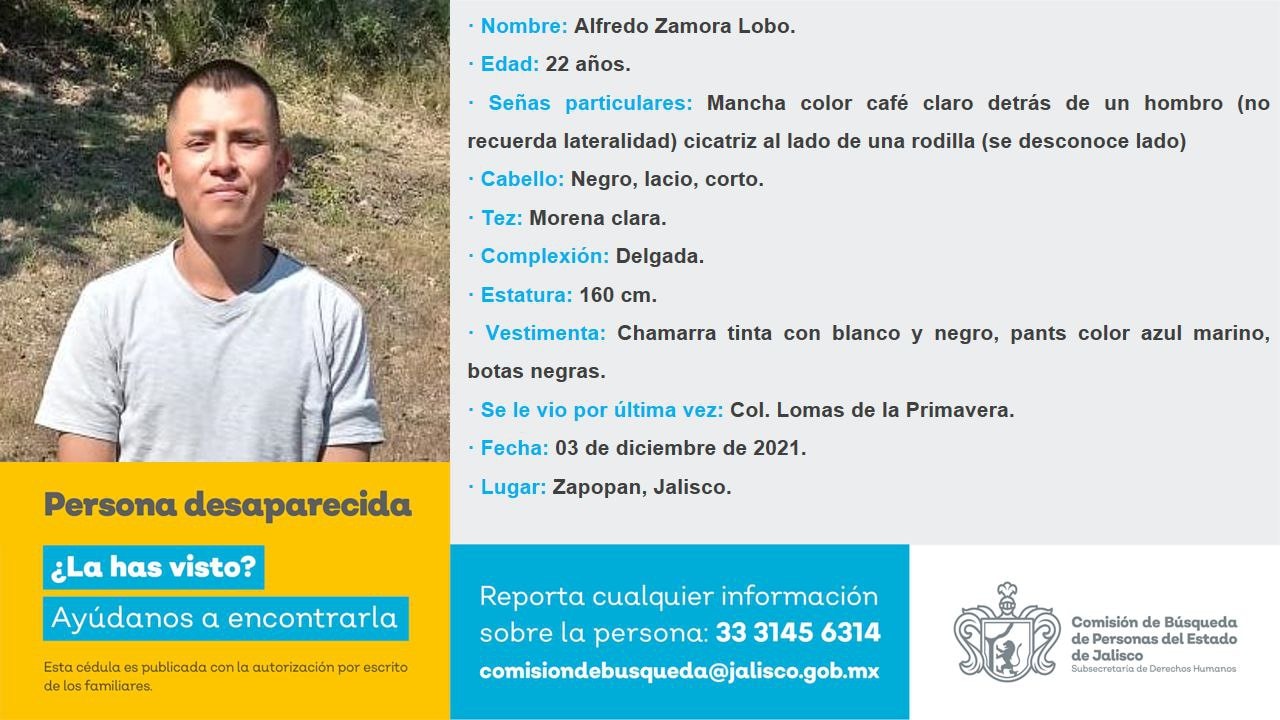 · Nombre: Alfredo Zamora Lobo.
· Edad: 22 años.
· Señas particulares: Mancha color café claro detrás de un hombro (no
recuerda lateralidad) cicatriz al lado de una rodilla (se desconoce lado)
· Cabello: Negro, lacio, corto.
· Tez: Morena clara.
· Complexión: Delgada.
· Estatura: 160 cm.
· Vestimenta: Chamarra tinta con blanco y negro, pants color azul marino,
botas negras.
· Se le vio por última vez: Col. Lomas de la Primavera.
· Fecha: 03 de diciembre de 2021.
· Lugar: Zapopan, Jalisco.
Persona desaparecida
¿La has visto?
Ayúdanos a encontrarla
Esta cédula es publicada con la autorización por escrito
de los familiares.
Reporta cualquier información
sobre la persona: 33 3145 6314
comisiondebusqueda@jalisco.gob.mx
Comisión de Búsqueda
de Personas del Estado
de Jalisco
Subsecretaría de Derechos Humanos